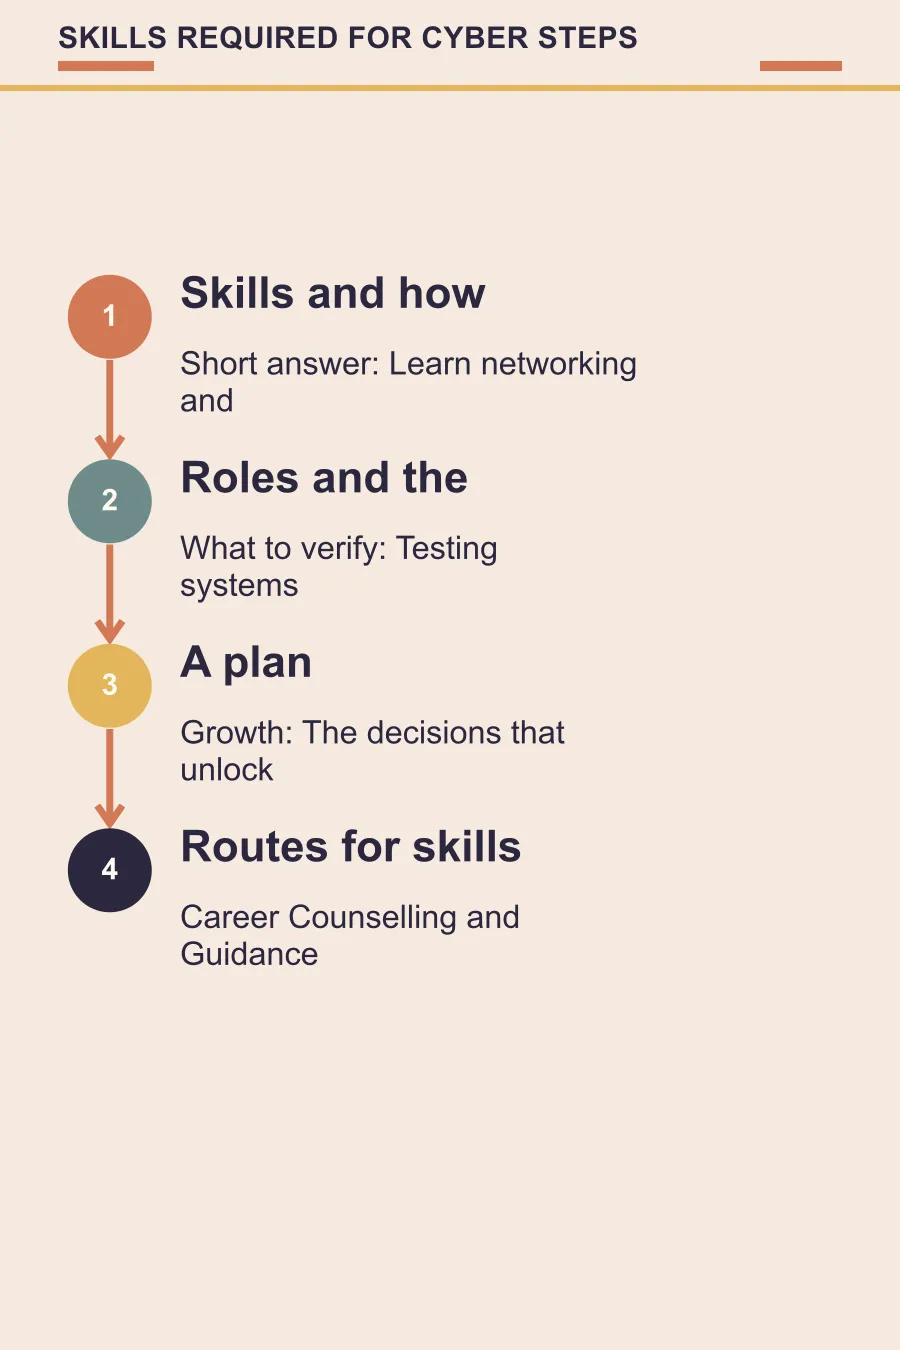 SKILLS REQUIRED FOR CYBER STEPS
1
Skills and how
Short answer: Learn networking
and
2
Roles and the
What to verify: Testing
systems
3
A plan
Growth: The decisions that
unlock
4
Routes for skills
Career Counselling and
Guidance